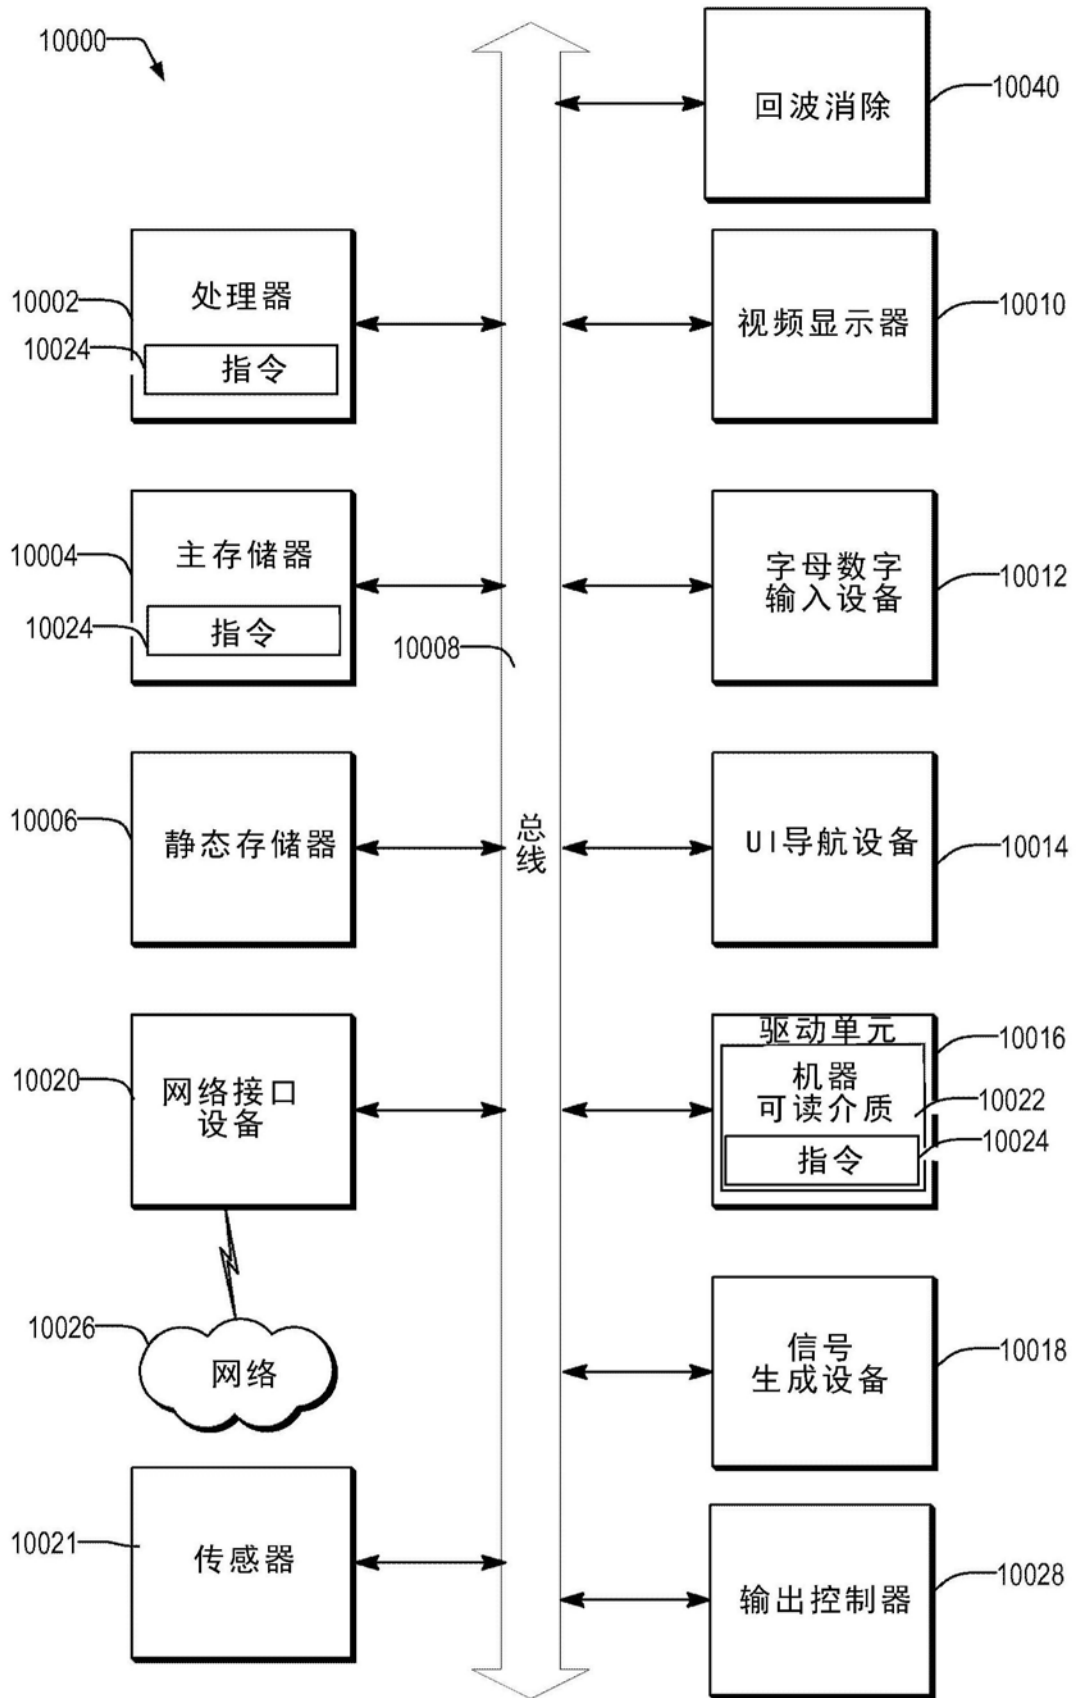 10000
回波消除
10040
处理器
10002
10024
指令
视频显示器
10010
主存储器
10004
10024
指令
字母数字
输入设备
10012
10008
静态存储器
10006
总
线
UI导航设备
10014
网络接口
设备
10020
驱动单元
10016
机器
可读介质
10022
指令
10024
10026
网络
信号
生成设备
10018
传感器
10021
输出控制器
10028